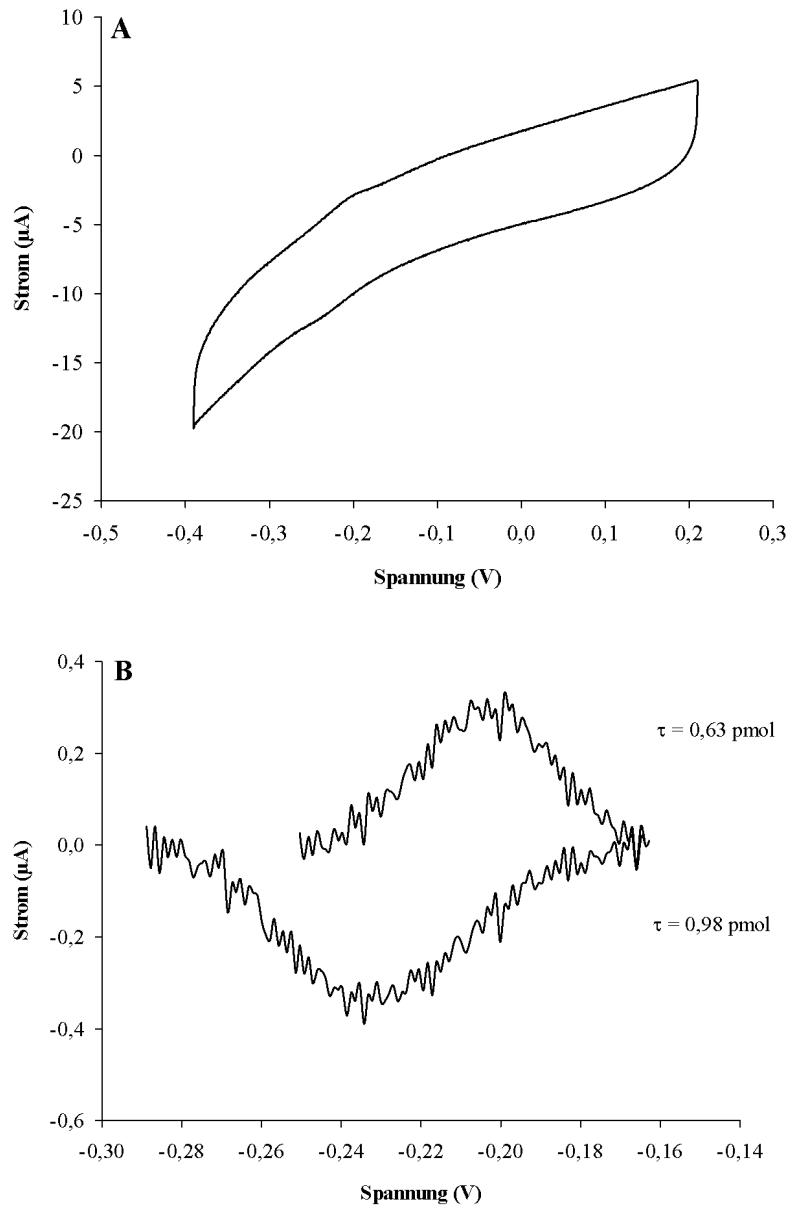 A
10
5
0
-5
-10
-15
-20
-25
Strom (µA)
-0,5 -0,4 -0,3 -0,2 -0,1 0,0 0,1 0,2 0,3
Spannung (V)
B
0,4
0,2
0,0
-0,2
-0,4
-0,6
Strom (µA)
τ = 0,63 pmol
τ = 0,98 pmol
-0,30 -0,28 -0,26 -0,24 -0,22 -0,20 -0,18 -0,16 -0,14
Spannung (V)